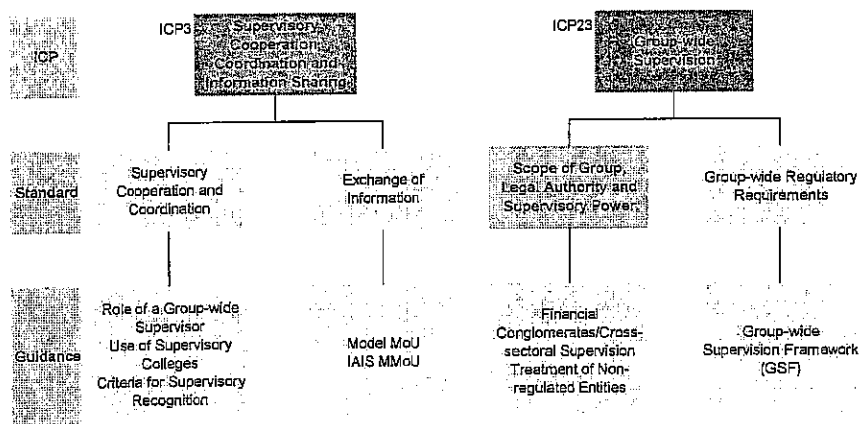 ICP
ICP3
Supervisory
Cooperation
Coordination and
Information Sharing
ICP23
Group-wide
Supervision
Standard
Supervisory
Cooperation and
Coordination
Exchange of
Information
Scope of Group,
Legal Authority and
Supervisory Power
Group-wide Regulatory
Requirements
Guidance
Role of a Group-wide
Supervisor
Use of Supervisory
Colleges
Criteria for Supervisory
Recognition
Model MoU
IAIS MMoU
Financial
Conglomerates/Cross-
sectoral Supervision
Treatment of Non-
regulated Entities
Group-wide
Supervision Framework
(GSF)